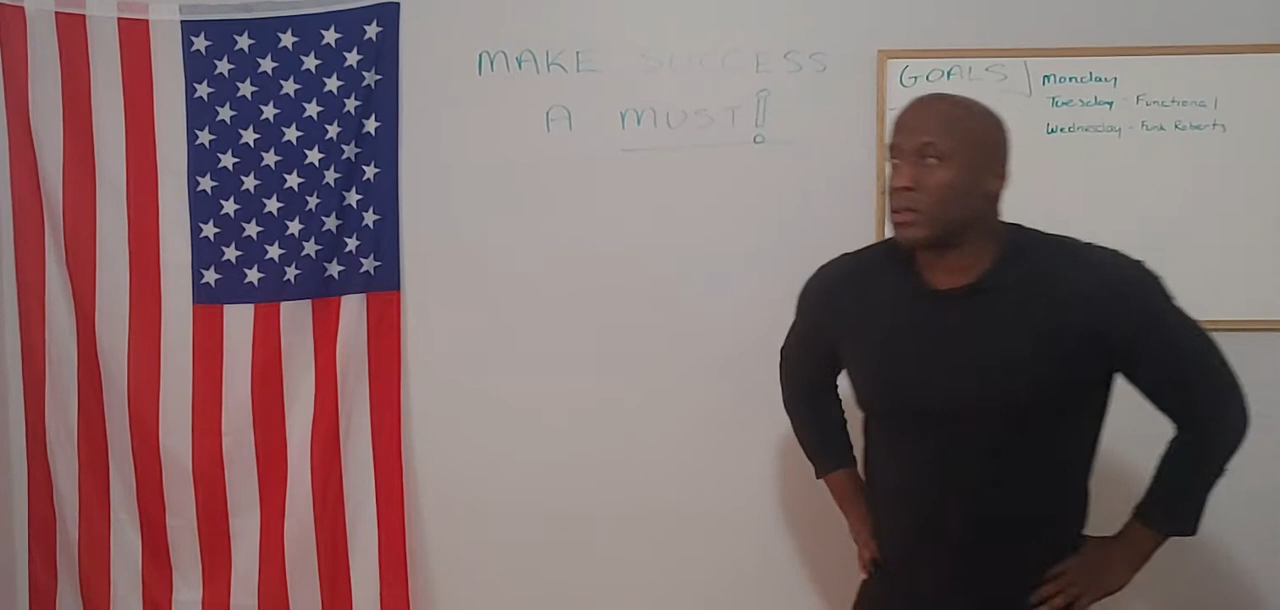 MAKE SUCCESS
A MUST!
GOALS
Monday
Tuesday - Functional
Wednesday - Funk Roberts